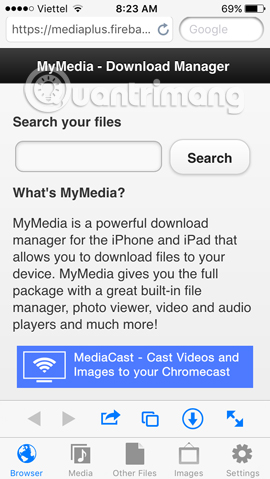 Viettel 8:23 AM 69%
https://mediaplus.fireba... Google
MyMedia - Download Manager
Quantrimang
Search your files
Search
What's MyMedia?
MyMedia is a powerful download
manager for the iPhone and iPad that
allows you to download files to your
device. MyMedia gives you the full
package with a great built-in file
manager, photo viewer, video and audio
players and much more!
MediaCast - Cast Videos and
Images to your Chromecast
Browser Media Other Files Images Settings